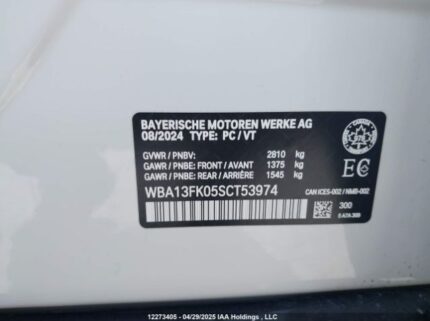 BAYERISCHE MOTOREN WERKE AG
08/2024 TYPE: PC / VT
GVWR / PNBV: 2810 kg
GAWR / PNBE: FRONT / AVANT 1375 kg
GAWR / PNBE: REAR / ARRIÈRE 1545 kg
WBA13FK05SCT53974
CANADA
EC
CAN ICES-002 / NMB-002
300
12273405 - 04/29/2025 IAA Holdings , LLC